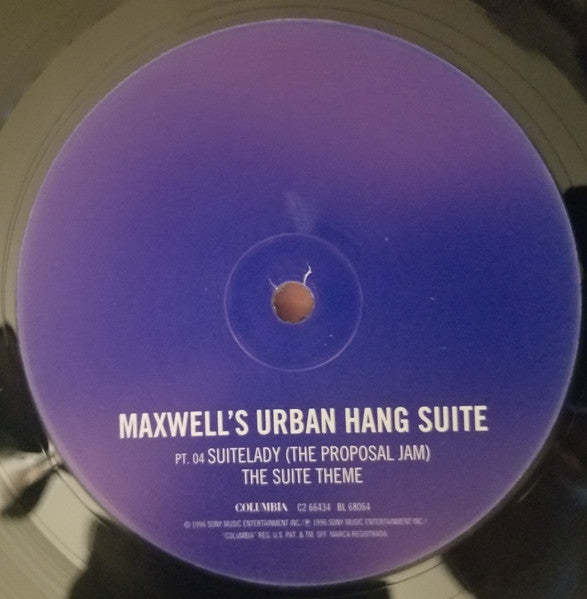 MAXWELL'S URBAN HANG SUITE
PT. 04 SUITELADY (THE PROPOSAL JAM)
THE SUITE THEME
COLUMBIA C2 66434 BL 68064
© 1996 SONY MUSIC ENTERTAINMENT INC./℗ 1996 SONY MUSIC ENTERTAINMENT INC./
"COLUMBIA" REG. U.S. PAT. & TM. OFF. MARCA REGISTRADA.